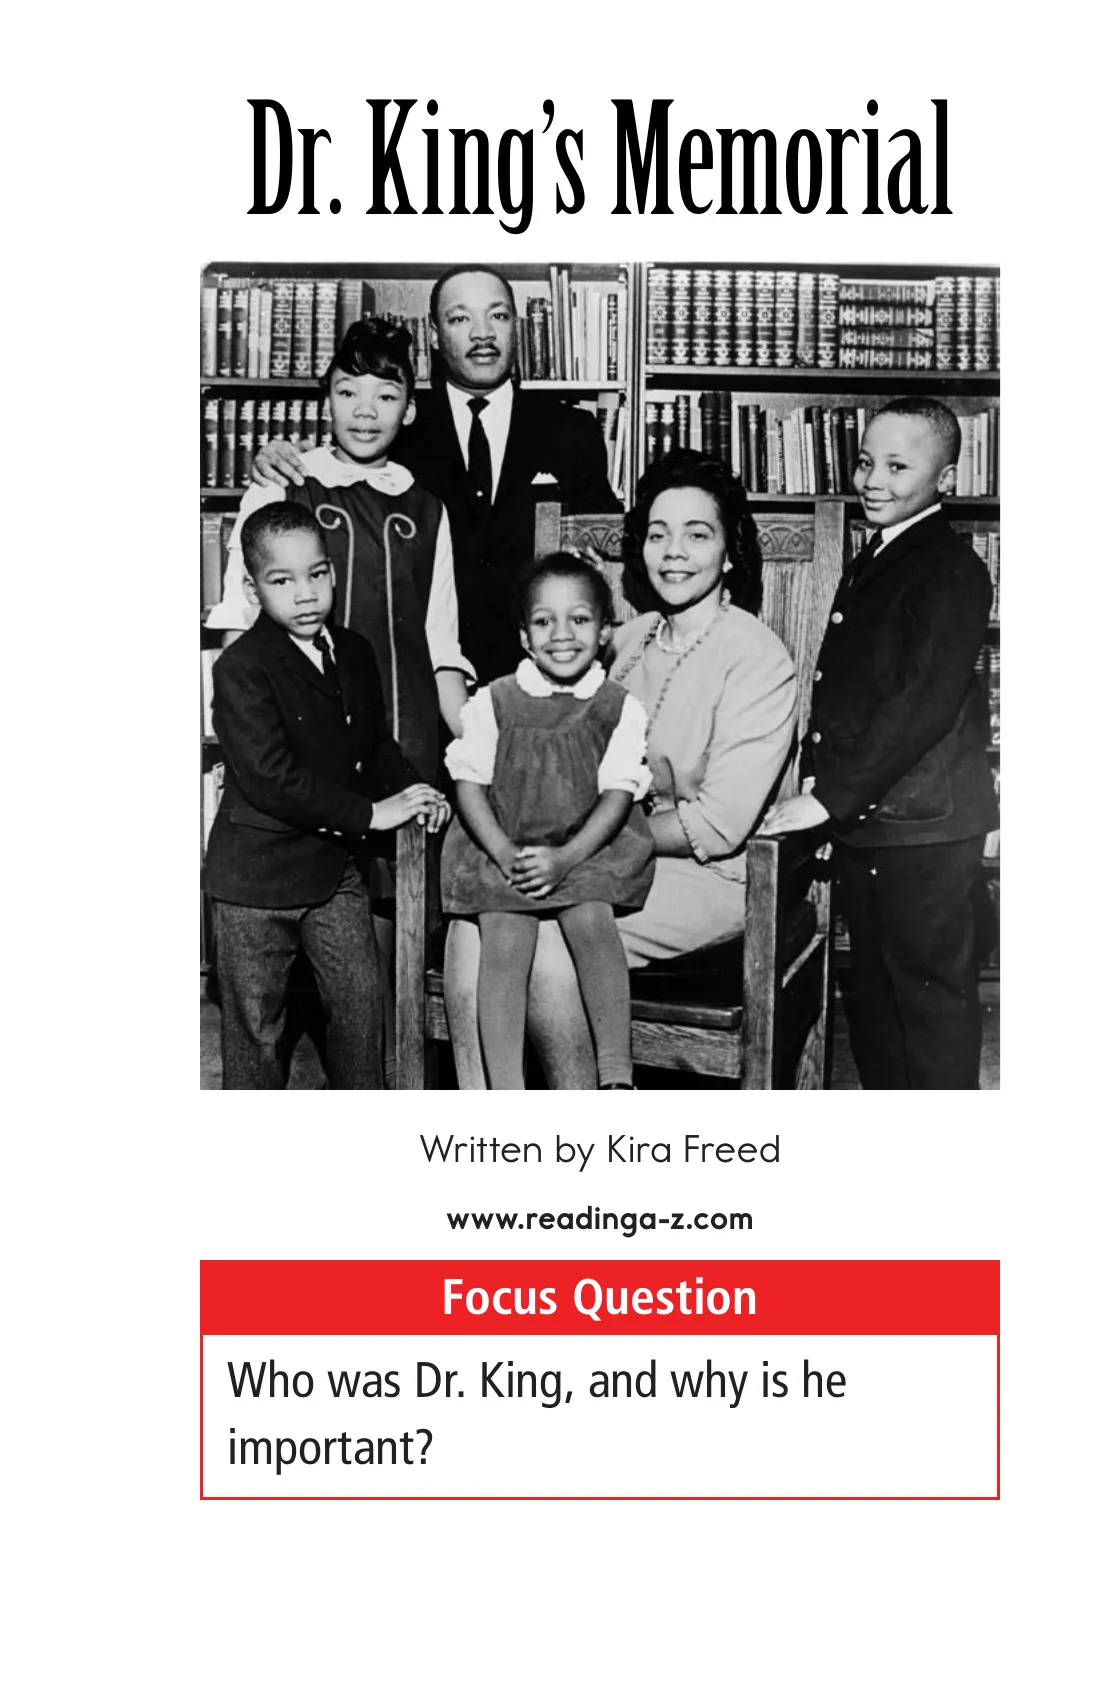 Dr. King’s Memorial
Written by Kira Freed
www.readinga-z.com
Focus Question
Who was Dr. King, and why is he
important?